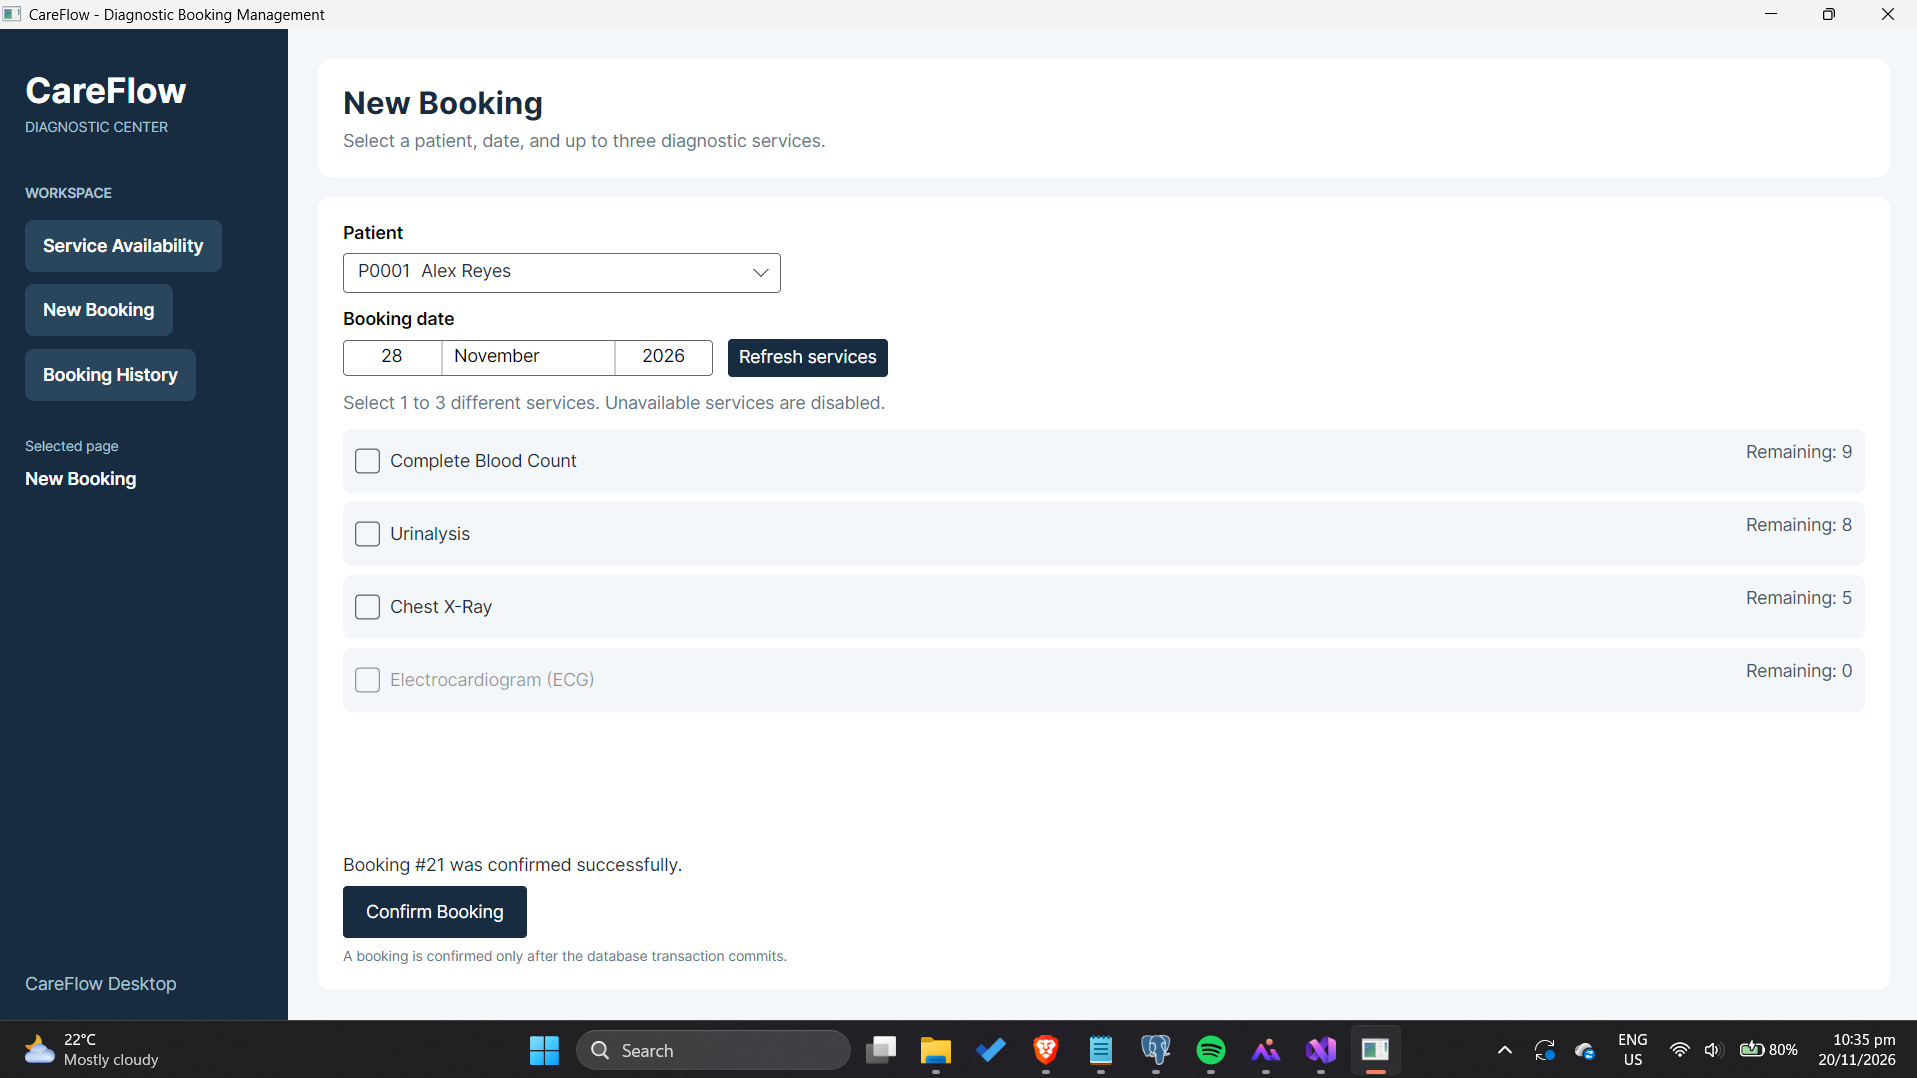 CareFlow - Diagnostic Booking Management
CareFlow
DIAGNOSTIC CENTER
WORKSPACE
Service Availability
New Booking
Booking History
Selected page
New Booking
CareFlow Desktop
New Booking
Select a patient, date, and up to three diagnostic services.
Patient
P0001 Alex Reyes
Booking date
28 November 2026
Refresh services
Select 1 to 3 different services. Unavailable services are disabled.
Complete Blood Count Remaining: 9
Urinalysis Remaining: 8
Chest X-Ray Remaining: 5
Electrocardiogram (ECG) Remaining: 0
Booking #21 was confirmed successfully.
Confirm Booking
A booking is confirmed only after the database transaction commits.
22°C
Mostly cloudy
Search
ENG
US
80%
10:35 pm
20/11/2026